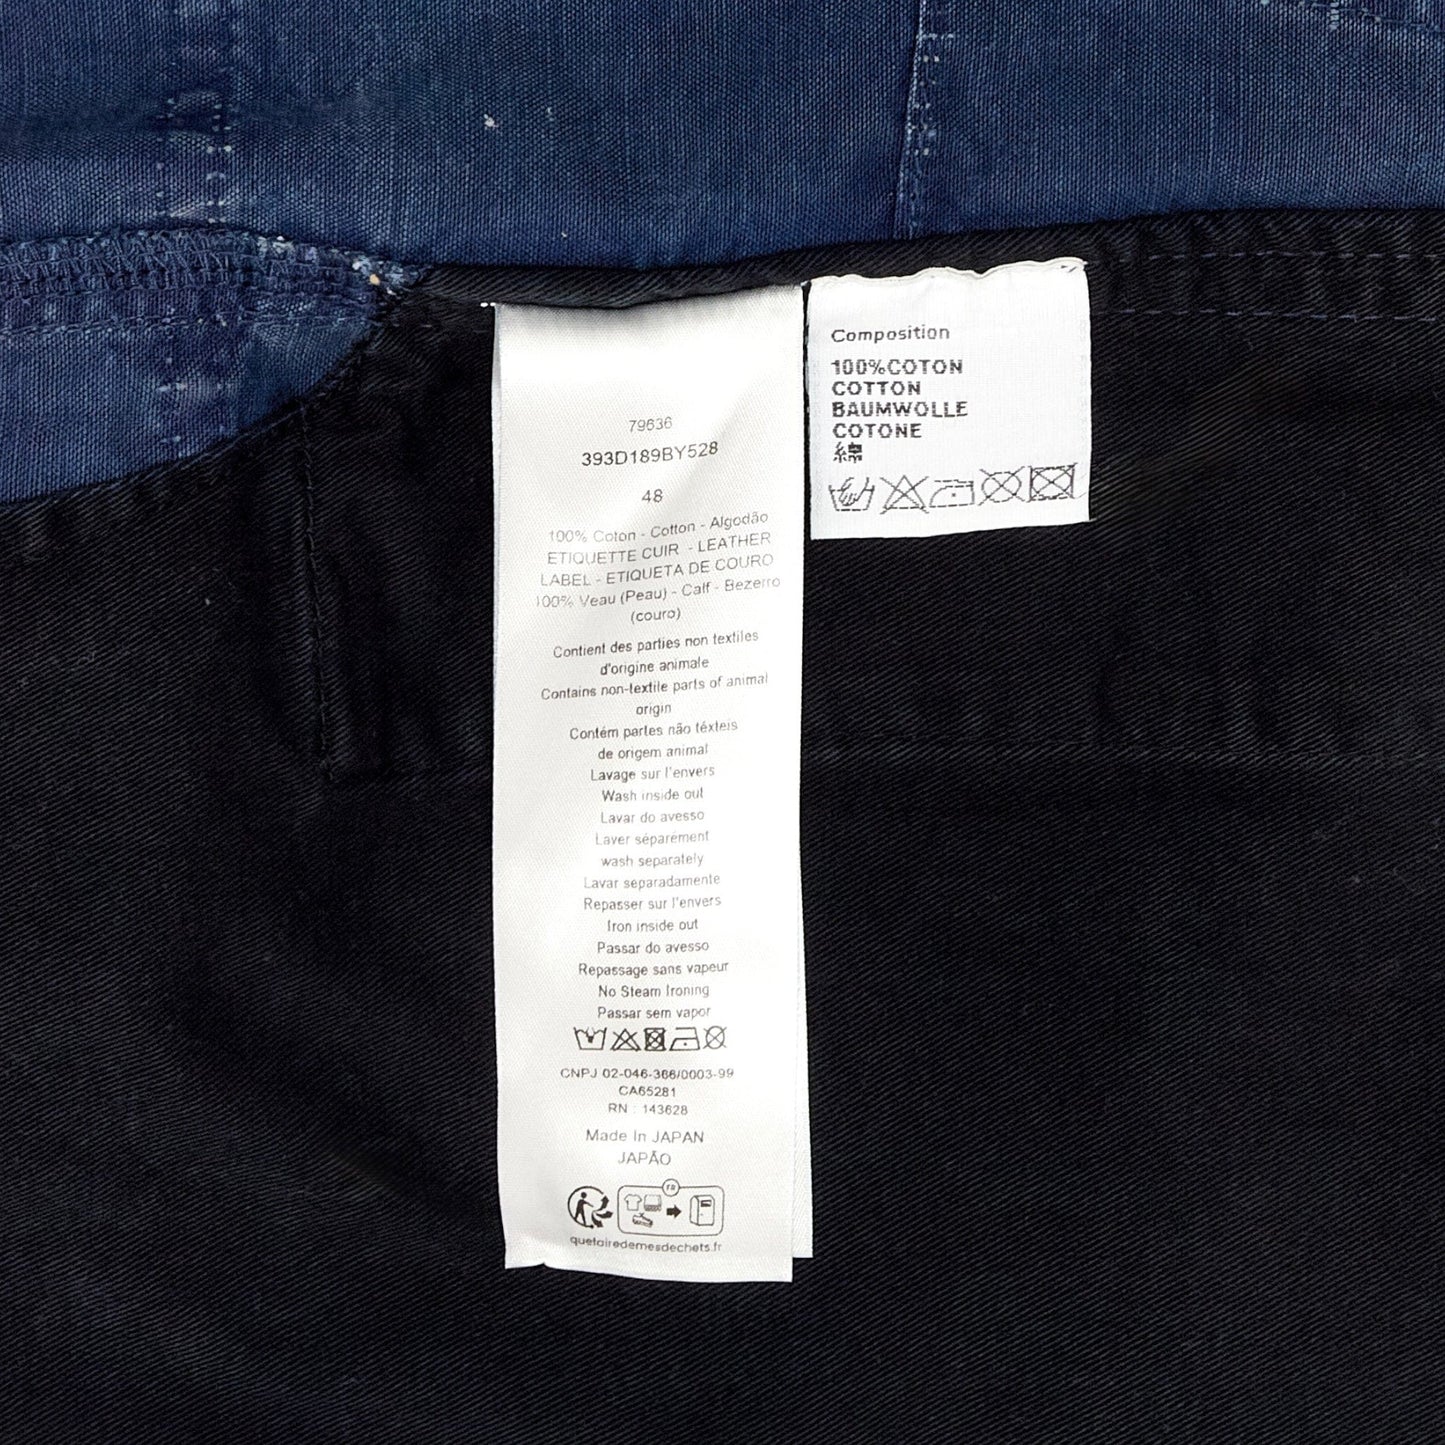 79636
393D189BY528
48
100% Coton - Cotton - Algodão
ETIQUETTE CUIR - LEATHER
LABEL - ETIQUETA DE COURO
100% Veau (Peau) - Calf - Bezerro
(couro)
Contient des parties non textiles
d'origine animale
Contains non-textile parts of animal
origin
Contém partes não têxteis
de origem animal
Lavage sur l'envers
Wash inside out
Lavar do avesso
Laver séparément
wash separately
Lavar separadamente
Repasser sur l'envers
Iron inside out
Passar do avesso
Repassage sans vapeur
No Steam Ironing
Passar sem vapor
CNPJ 02-046-366/0003-99
CA65281
RN : 143628
Made In JAPAN
JAPÃO
FR
quefairedemesdechets.fr
Composition
100%COTON
COTTON
BAUMWOLLE
COTONE
綿